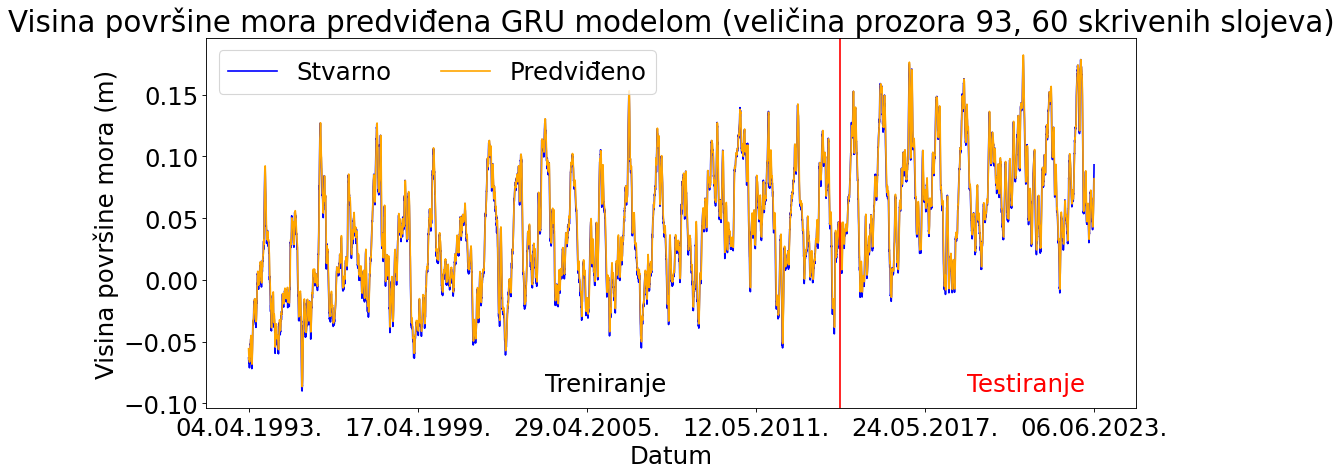 Visina površine mora predviđena GRU modelom (veličina prozora 93, 60 skrivenih slojeva)
Stvarno
Predviđeno
Visina površine mora (m)
0.15
0.10
0.05
0.00
−0.05
−0.10
Treniranje
Testiranje
04.04.1993.
17.04.1999.
29.04.2005.
12.05.2011.
24.05.2017.
06.06.2023.
Datum